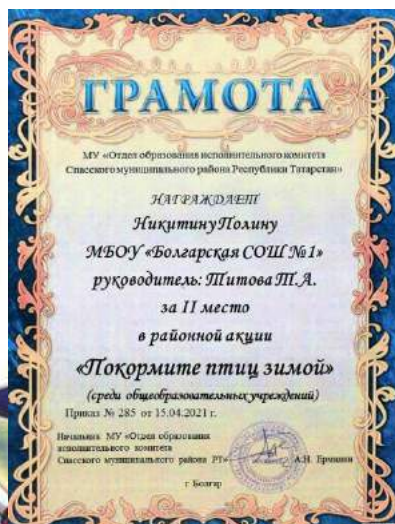 ГРАМОТА
МУ «Отдел образования исполнительного комитета
Спасского муниципального района Республики Татарстан»
НАГРАЖДАЕТ
Никитину Полину
МБОУ «Болгарская СОШ №1»
руководитель: Титова Т.А.
за II место
в районной акции
«Покормите птиц зимой»
(среди общеобразовательных учреждений)
Приказ № 285 от 15.04.2021 г.
Начальник МУ «Отдел образования
исполнительного комитета
Спасского муниципального района РТ» А.Н.
г. Болгар